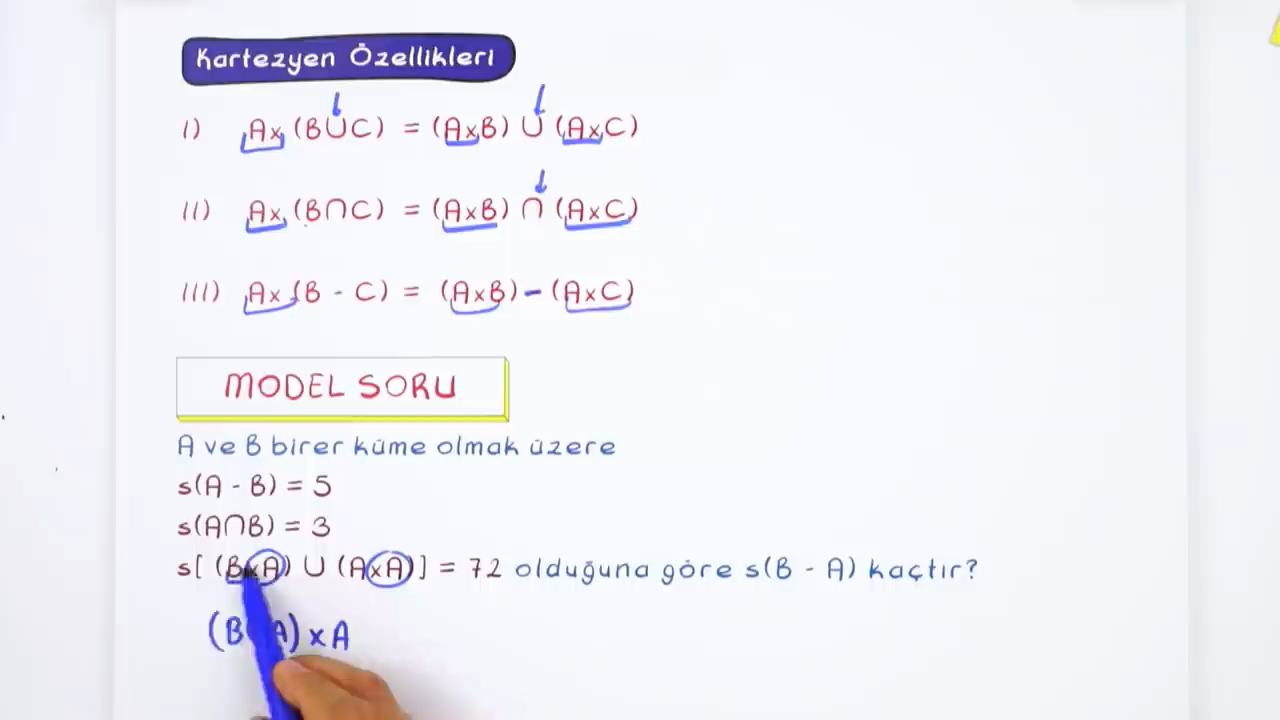 Kartezyen Özellikleri
I) Ax (B∪C) = (AxB) ∪ (AxC)
II) Ax (B∩C) = (AxB) ∩ (AxC)
III) Ax (B - C) = (AxB) - (AxC)
MODEL SORU
A ve B birer küme olmak üzere
s(A - B) = 5
s(A∩B) = 3
s[ (BxA) ∪ (AxA)] = 72 olduğuna göre s(B - A) kaçtır?
(B A) x A